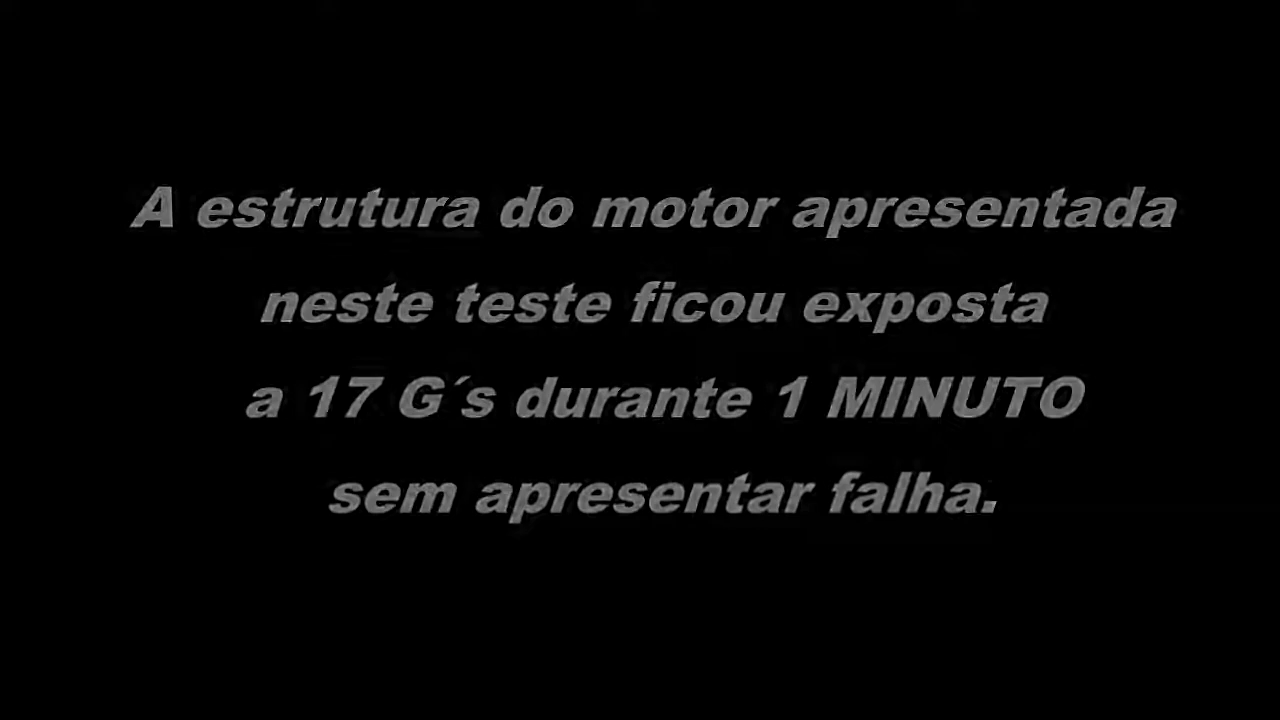 A estrutura do motor apresentada
neste teste ficou exposta
a 17 G´s durante 1 MINUTO
sem apresentar falha.